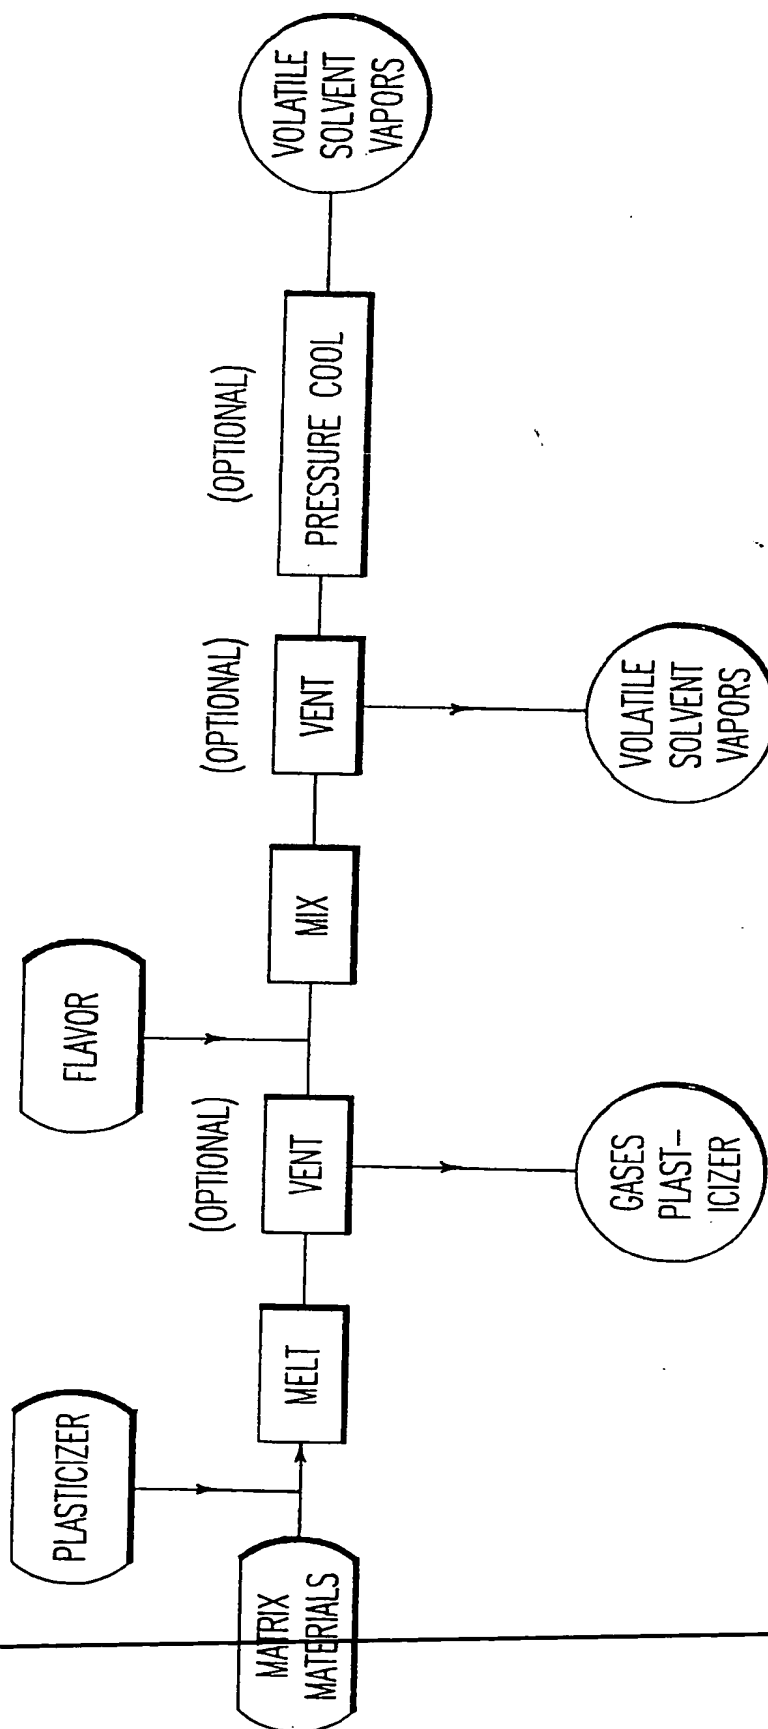 PLASTICIZER
MATRIX
MATERIALS
MELT
(OPTIONAL)
VENT
GASES
PLAST-
ICIZER
FLAVOR
MIX
(OPTIONAL)
VENT
VOLATILE
SOLVENT
VAPORS
(OPTIONAL)
PRESSURE COOL
VOLATILE
SOLVENT
VAPORS